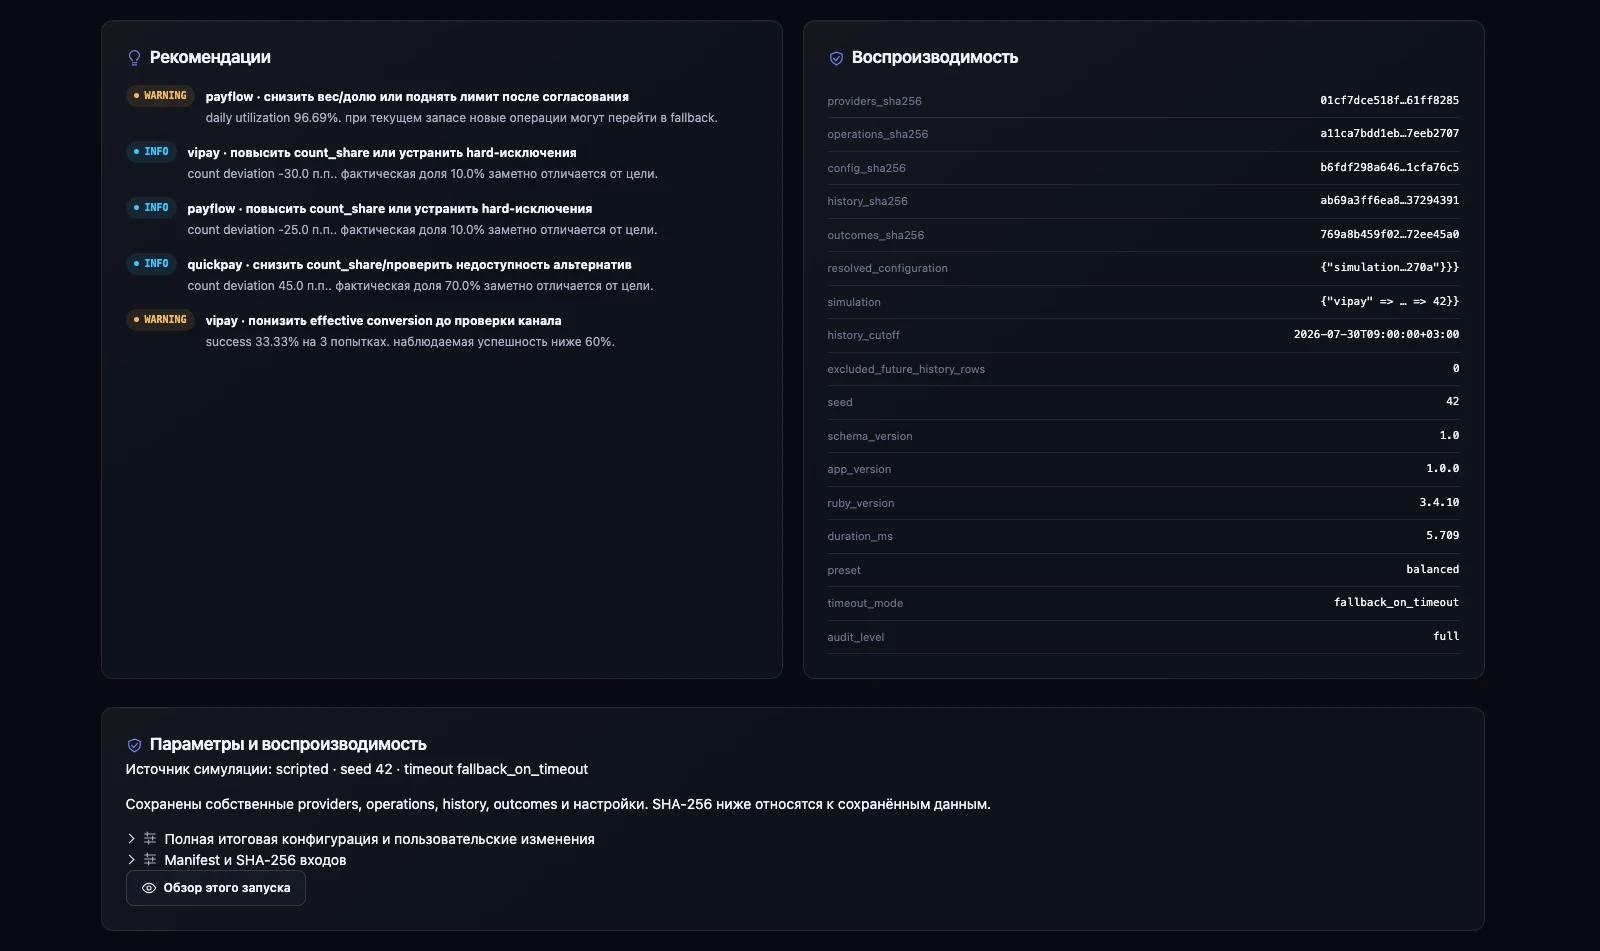 Рекомендации
WARNING payflow · снизить вес/долю или поднять лимит после согласования
daily utilization 96.69%. при текущем запасе новые операции могут перейти в fallback.
INFO vipay · повысить count_share или устранить hard-исключения
count deviation -30.0 п.п.. фактическая доля 10.0% заметно отличается от цели.
INFO payflow · повысить count_share или устранить hard-исключения
count deviation -25.0 п.п.. фактическая доля 10.0% заметно отличается от цели.
INFO quickpay · снизить count_share/проверить недоступность альтернатив
count deviation 45.0 п.п.. фактическая доля 70.0% заметно отличается от цели.
WARNING vipay · понизить effective conversion до проверки канала
success 33.33% на 3 попытках. наблюдаемая успешность ниже 60%.
Воспроизводимость
providers_sha256 01cf7dce518f…61ff8285
operations_sha256 a11ca7bdd1eb…7eeb2707
config_sha256 b6fdf298a646…1cfa76c5
history_sha256 ab69a3ff6ea8…37294391
outcomes_sha256 769a8b459f02…72ee45a0
resolved_configuration {"simulation…270a"}}}
simulation {"vipay" => … => 42}}
history_cutoff 2026-07-30T09:00:00+03:00
excluded_future_history_rows 0
seed 42
schema_version 1.0
app_version 1.0.0
ruby_version 3.4.10
duration_ms 5.709
preset balanced
timeout_mode fallback_on_timeout
audit_level full
Параметры и воспроизводимость
Источник симуляции: scripted · seed 42 · timeout fallback_on_timeout
Сохранены собственные providers, operations, history, outcomes и настройки. SHA-256 ниже относятся к сохранённым данным.
Полная итоговая конфигурация и пользовательские изменения
Manifest и SHA-256 входов
Обзор этого запуска